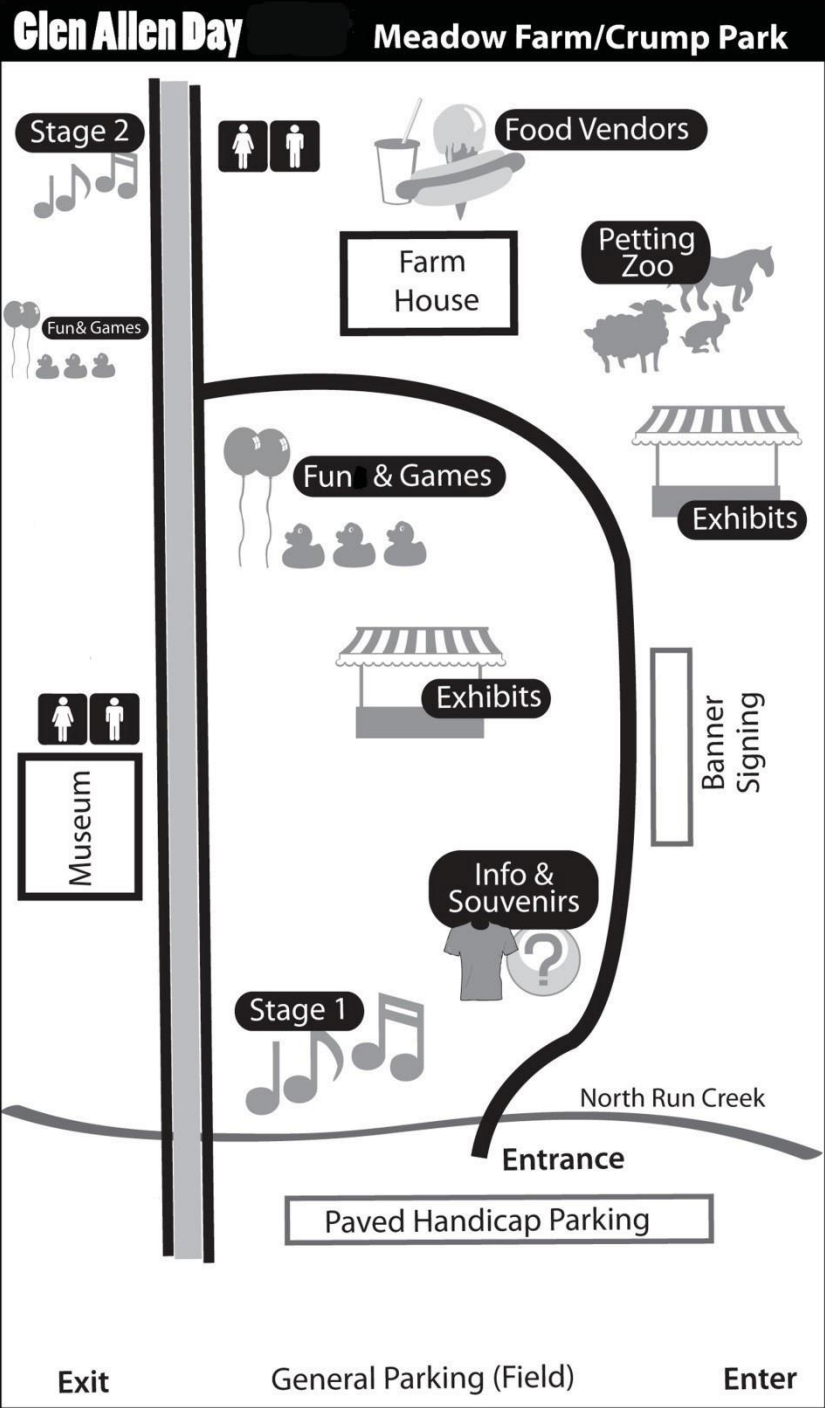 Glen Allen Day
Meadow Farm/Crump Park
Stage 2
Food Vendors
Farm
House
Petting
Zoo
Fun& Games
Fun & Games
Exhibits
Exhibits
Banner
Signing
Museum
Info &
Souvenirs
Stage 1
?
North Run Creek
Entrance
Paved Handicap Parking
Exit
General Parking (Field)
Enter